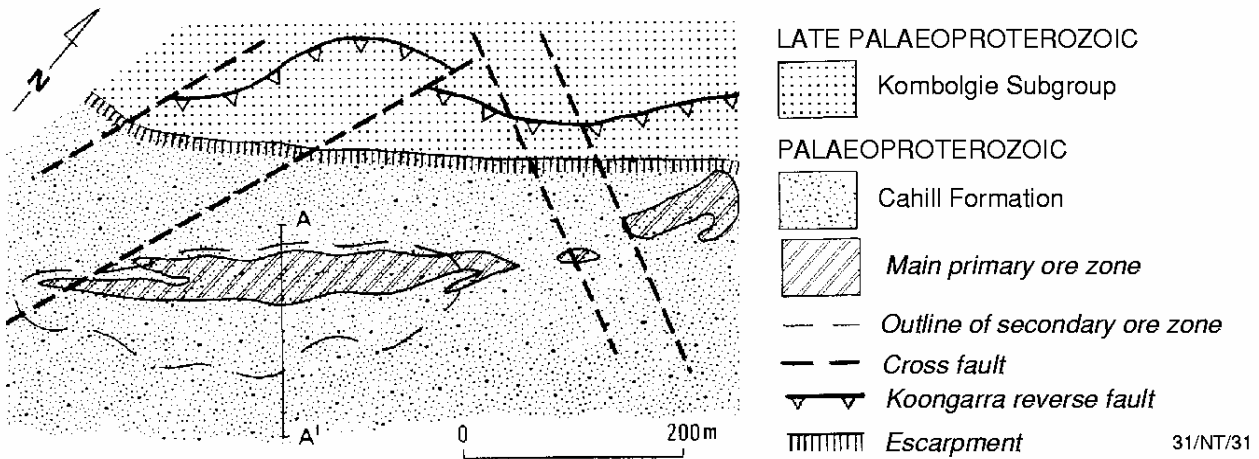 N
A
A'
0 200m
LATE PALAEOPROTEROZOIC
Kombolgie Subgroup
PALAEOPROTEROZOIC
Cahill Formation
Main primary ore zone
Outline of secondary ore zone
Cross fault
Koongarra reverse fault
Escarpment
31/NT/31